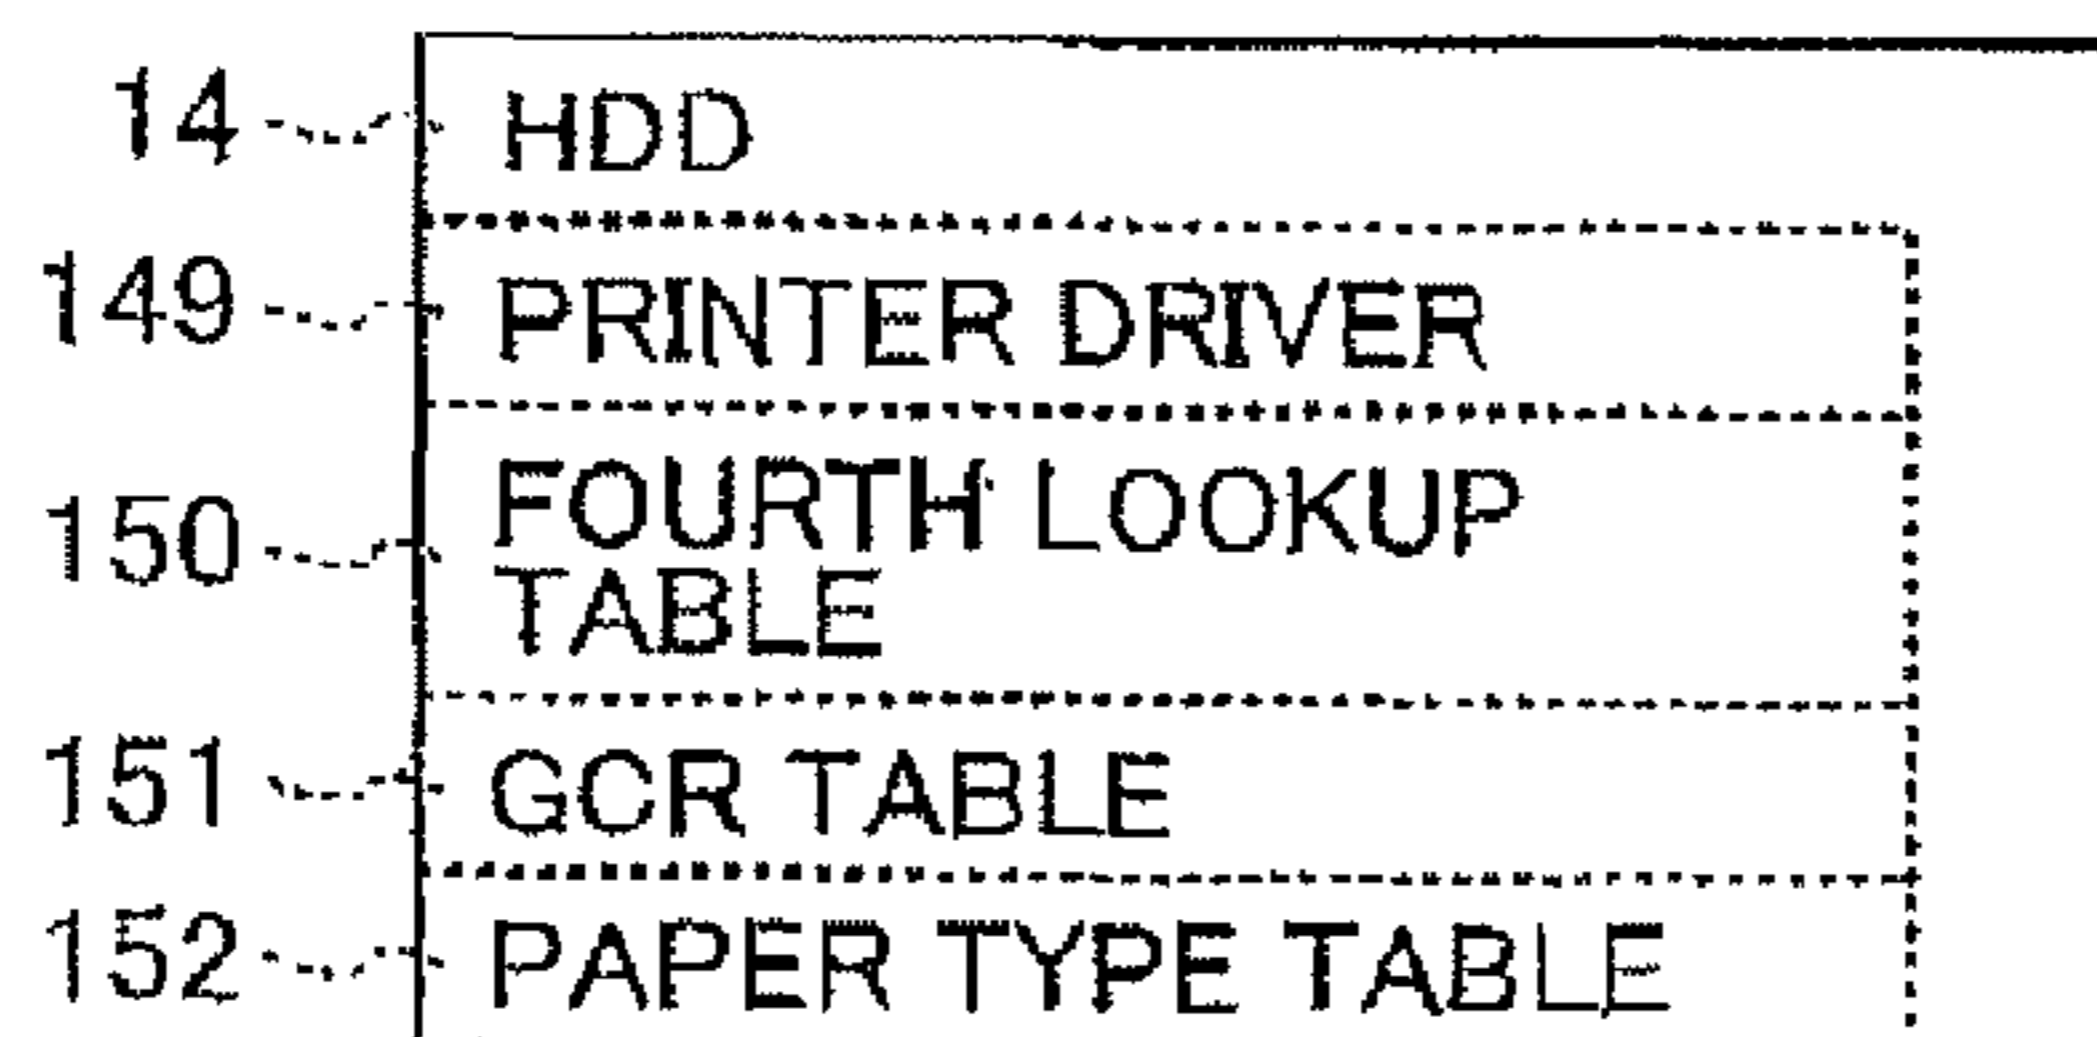 14 HDD
149 PRINTER DRIVER
150 FOURTH LOOKUP
TABLE
151 GCR TABLE
152 PAPER TYPE TABLE